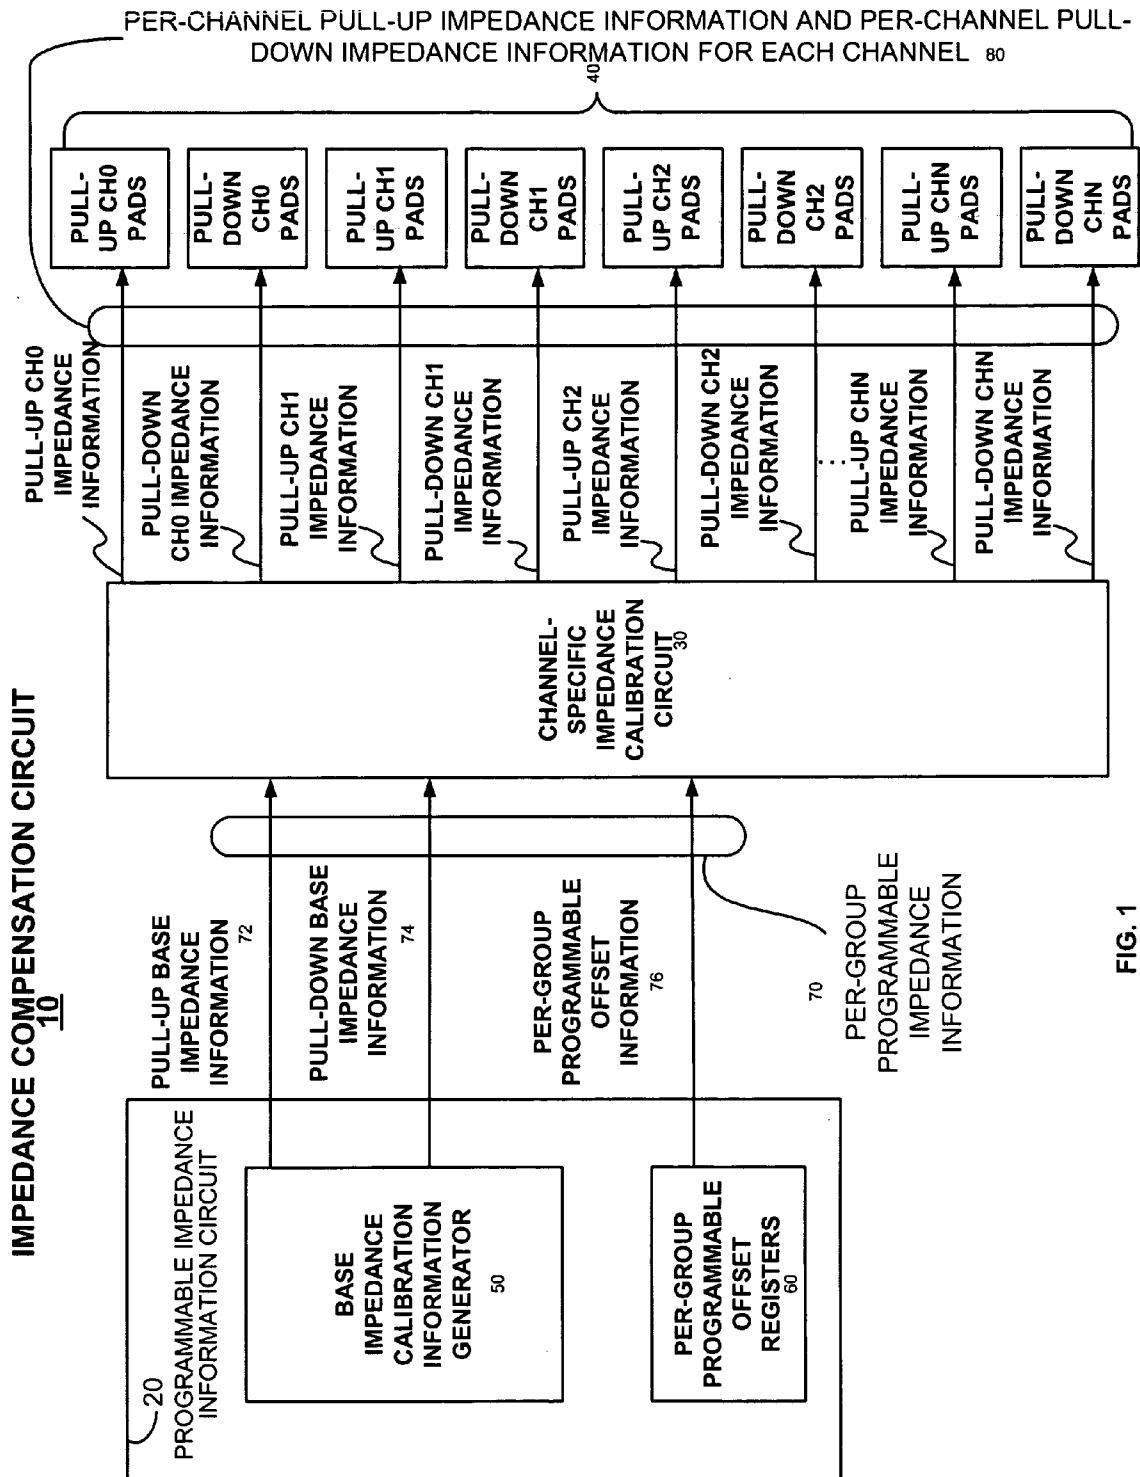 IMPEDANCE COMPENSATION CIRCUIT
10
20
PROGRAMMABLE IMPEDANCE
INFORMATION CIRCUIT
BASE
IMPEDANCE
CALIBRATION
INFORMATION
GENERATOR
50
PER-GROUP
PROGRAMMABLE
OFFSET
REGISTERS
60
PULL-UP BASE
IMPEDANCE
INFORMATION
72
PULL-DOWN BASE
IMPEDANCE
INFORMATION
74
PER-GROUP
PROGRAMMABLE
OFFSET
INFORMATION
76
70
PER-GROUP
PROGRAMMABLE
IMPEDANCE
INFORMATION
CHANNEL-
SPECIFIC
IMPEDANCE
CALIBRATION
CIRCUIT
30
PULL-UP CH0
IMPEDANCE
INFORMATION
PULL-DOWN
CH0 IMPEDANCE
INFORMATION
PULL-UP CH1
IMPEDANCE
INFORMATION
PULL-DOWN CH1
IMPEDANCE
INFORMATION
PULL-UP CH2
IMPEDANCE
INFORMATION
PULL-DOWN CH2
IMPEDANCE
INFORMATION
.....
PULL-UP CHN
IMPEDANCE
INFORMATION
PULL-DOWN CHN
IMPEDANCE
INFORMATION
PULL-
UP CH0
PADS
PULL-
DOWN
CH0
PADS
PULL-
UP CH1
PADS
PULL-
DOWN
CH1
PADS
PULL-
UP CH2
PADS
PULL-
DOWN
CH2
PADS
PULL-
UP CHN
PADS
PULL-
DOWN
CHN
PADS
40
PER-CHANNEL PULL-UP IMPEDANCE INFORMATION AND PER-CHANNEL PULL-
DOWN IMPEDANCE INFORMATION FOR EACH CHANNEL 80
FIG. 1